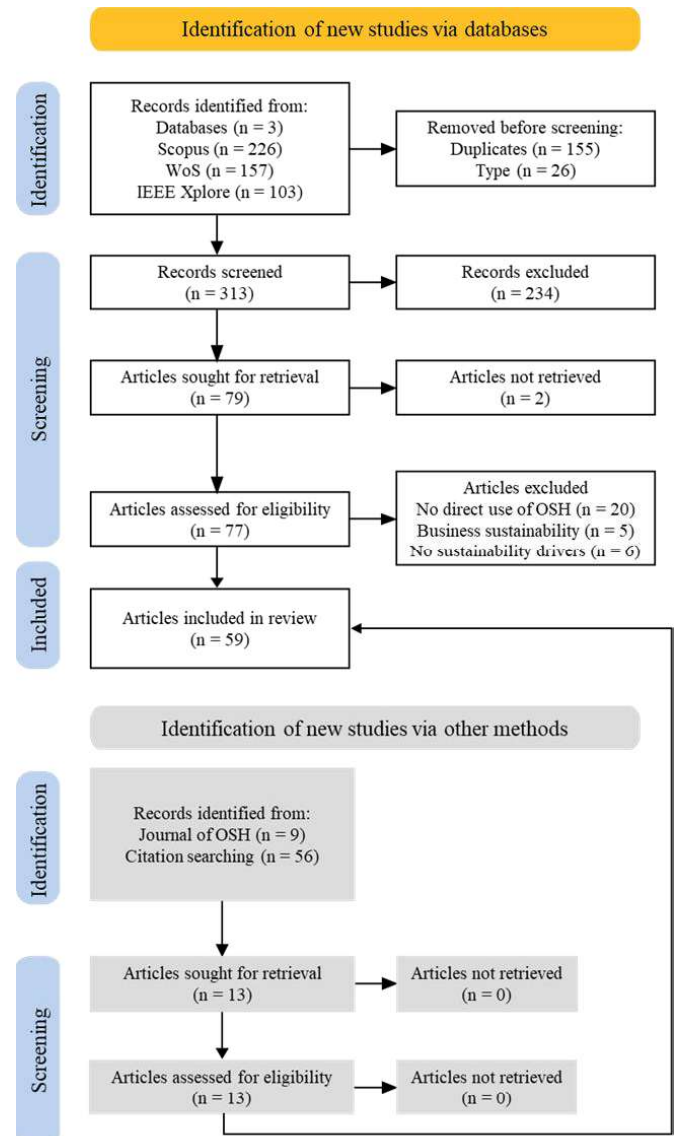 Identification of new studies via databases
Identification
Records identified from:
Databases (n = 3)
Scopus (n = 226)
WoS (n = 157)
IEEE Xplore (n = 103)
Removed before screening:
Duplicates (n = 155)
Type (n = 26)
Screening
Records screened
(n = 313)
Records excluded
(n = 234)
Articles sought for retrieval
(n = 79)
Articles not retrieved
(n = 2)
Articles assessed for eligibility
(n = 77)
Articles excluded
No direct use of OSH (n = 20)
Business sustainability (n = 5)
No sustainability drivers (n = 6)
Included
Articles included in review
(n = 59)
Identification of new studies via other methods
Identification
Records identified from:
Journal of OSH (n = 9)
Citation searching (n = 56)
Screening
Articles sought for retrieval
(n = 13)
Articles not retrieved
(n = 0)
Articles assessed for eligibility
(n = 13)
Articles not retrieved
(n = 0)